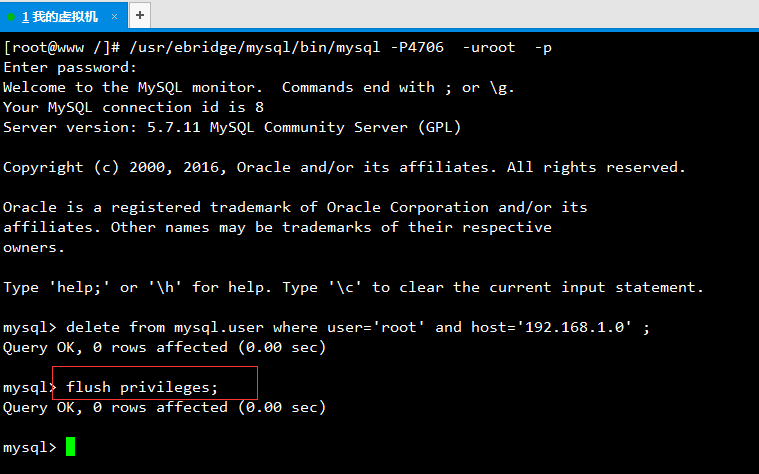 1 我的虚拟机 × +
[root@www /]# /usr/ebridge/mysql/bin/mysql -P4706  -uroot  -p
Enter password:
Welcome to the MySQL monitor.  Commands end with ; or \g.
Your MySQL connection id is 8
Server version: 5.7.11 MySQL Community Server (GPL)
Copyright (c) 2000, 2016, Oracle and/or its affiliates. All rights reserved.
Oracle is a registered trademark of Oracle Corporation and/or its
affiliates. Other names may be trademarks of their respective
owners.
Type 'help;' or '\h' for help. Type '\c' to clear the current input statement.
mysql> delete from mysql.user where user='root' and host='192.168.1.0' ;
Query OK, 0 rows affected (0.00 sec)
mysql> flush privileges;
Query OK, 0 rows affected (0.00 sec)
mysql>